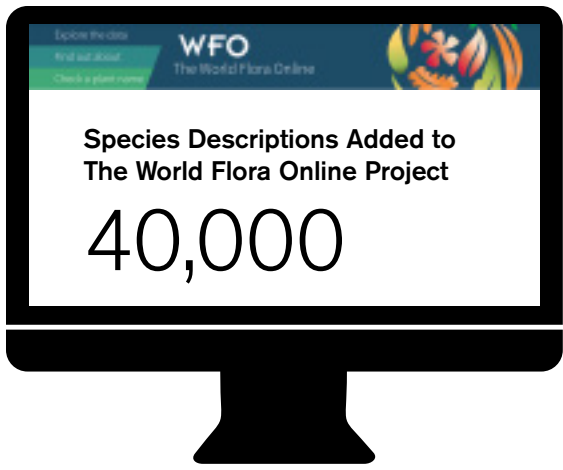 Explore the data
Find out about
Check a plant name
WFO
The World Flora Online
Species Descriptions Added to
The World Flora Online Project
40,000